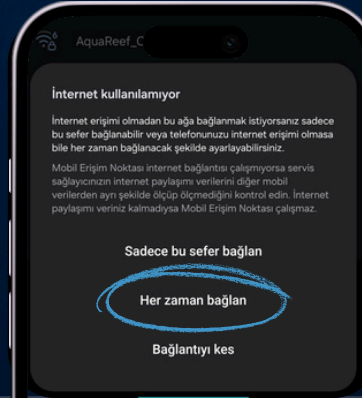 AquaReef_C
İnternet kullanılamıyor
İnternet erişimi olmadan bu ağa bağlanmak istiyorsanız sadece
bu sefer bağlanabilir veya telefonunuzu internet erişimi olmasa
bile her zaman bağlanacak şekilde ayarlayabilirsiniz.
Mobil Erişim Noktası internet bağlantısı çalışmıyorsa servis
sağlayıcınızın internet paylaşımı verilerini diğer mobil
verilerden ayrı şekilde ölçüp ölçmediğini kontrol edin. İnternet
paylaşımı veriniz kalmadıysa Mobil Erişim Noktası çalışmaz.
Sadece bu sefer bağlan
Her zaman bağlan
Bağlantıyı kes